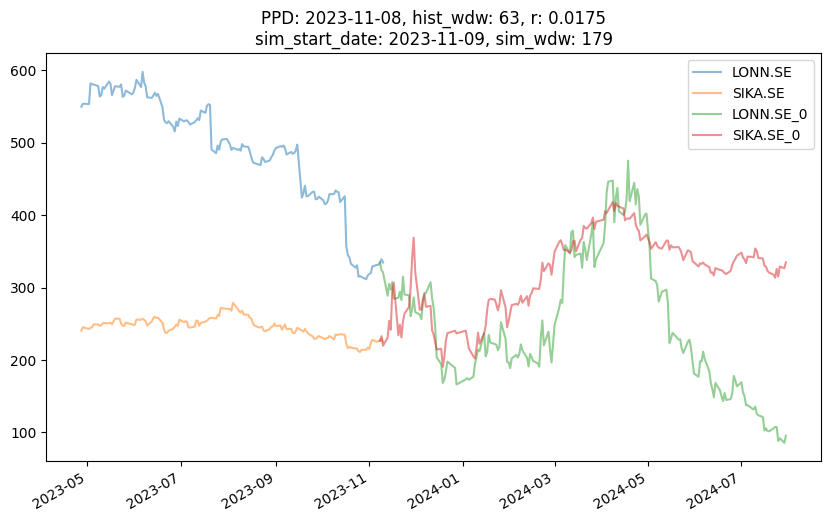 PPD: 2023-11-08, hist_wdw: 63, r: 0.0175
sim_start_date: 2023-11-09, sim_wdw: 179
600
500
400
300
200
100
LONN.SE
SIKA.SE
LONN.SE_0
SIKA.SE_0
2023-05
2023-07
2023-09
2023-11
2024-01
2024-03
2024-05
2024-07